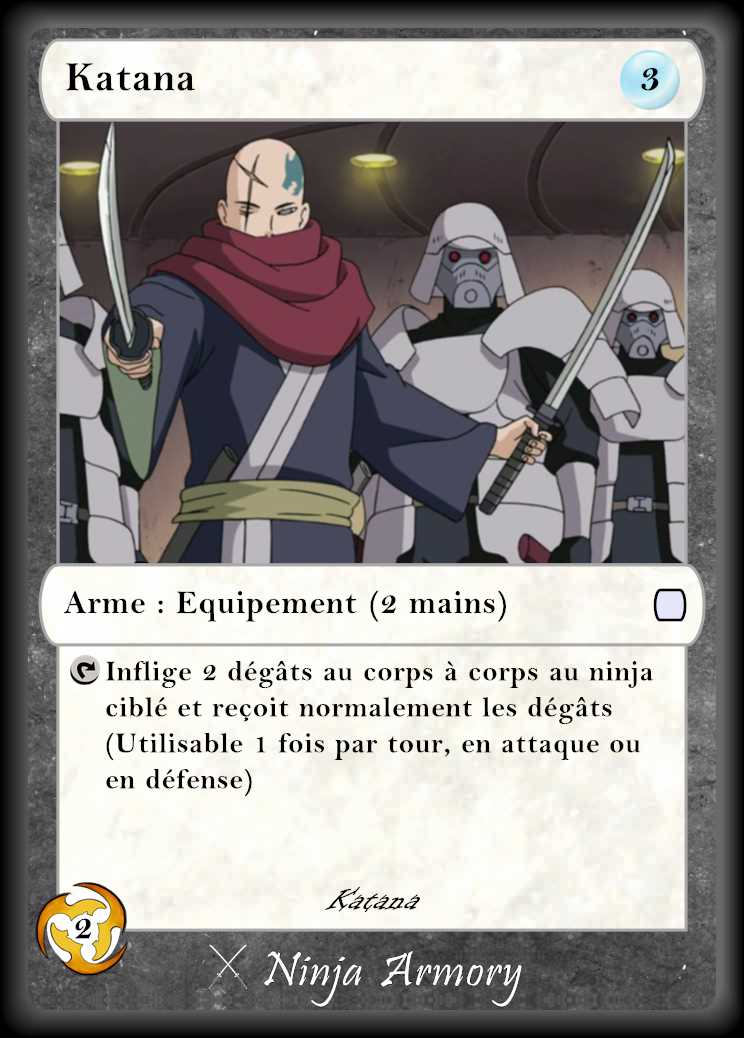 Katana
3
Arme : Equipement (2 mains)
Inflige 2 dégâts au corps à corps au ninja
ciblé et reçoit normalement les dégâts
(Utilisable 1 fois par tour, en attaque ou
en défense)
Katana
2
Ninja Armory